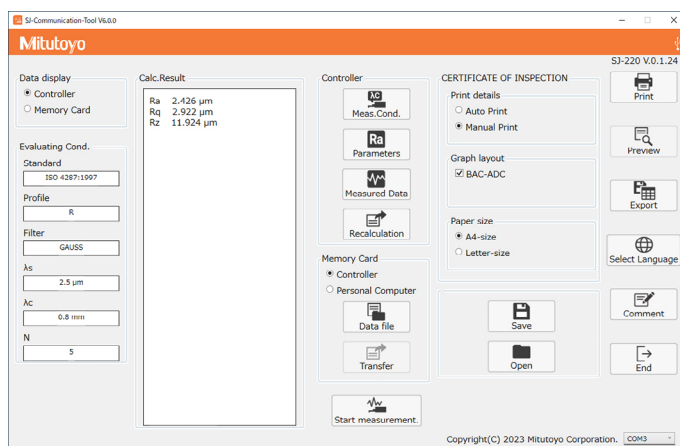 SJ-Communication-Tool V6.0.0
Mitutoyo
SJ-220 V.0.1.24
Data display
Controller
Memory Card
Evaluating Cond.
Standard
ISO 4287:1997
Profile
R
Filter
GAUSS
λs
2.5 μm
λc
0.8 mm
N
5
Calc.Result
Ra 2.426 μm
Rq 2.922 μm
Rz 11.924 μm
Controller
λC
Meas.Cond.
Ra
Parameters
Measured Data
Recalculation
Memory Card
Controller
Personal Computer
Data file
Transfer
Start measurement.
CERTIFICATE OF INSPECTION
Print details
Auto Print
Manual Print
Graph layout
BAC-ADC
Paper size
A4-size
Letter-size
Save
Open
Print
Preview
Export
Select Language
Comment
End
Copyright(C) 2023 Mitutoyo Corporation.
COM3